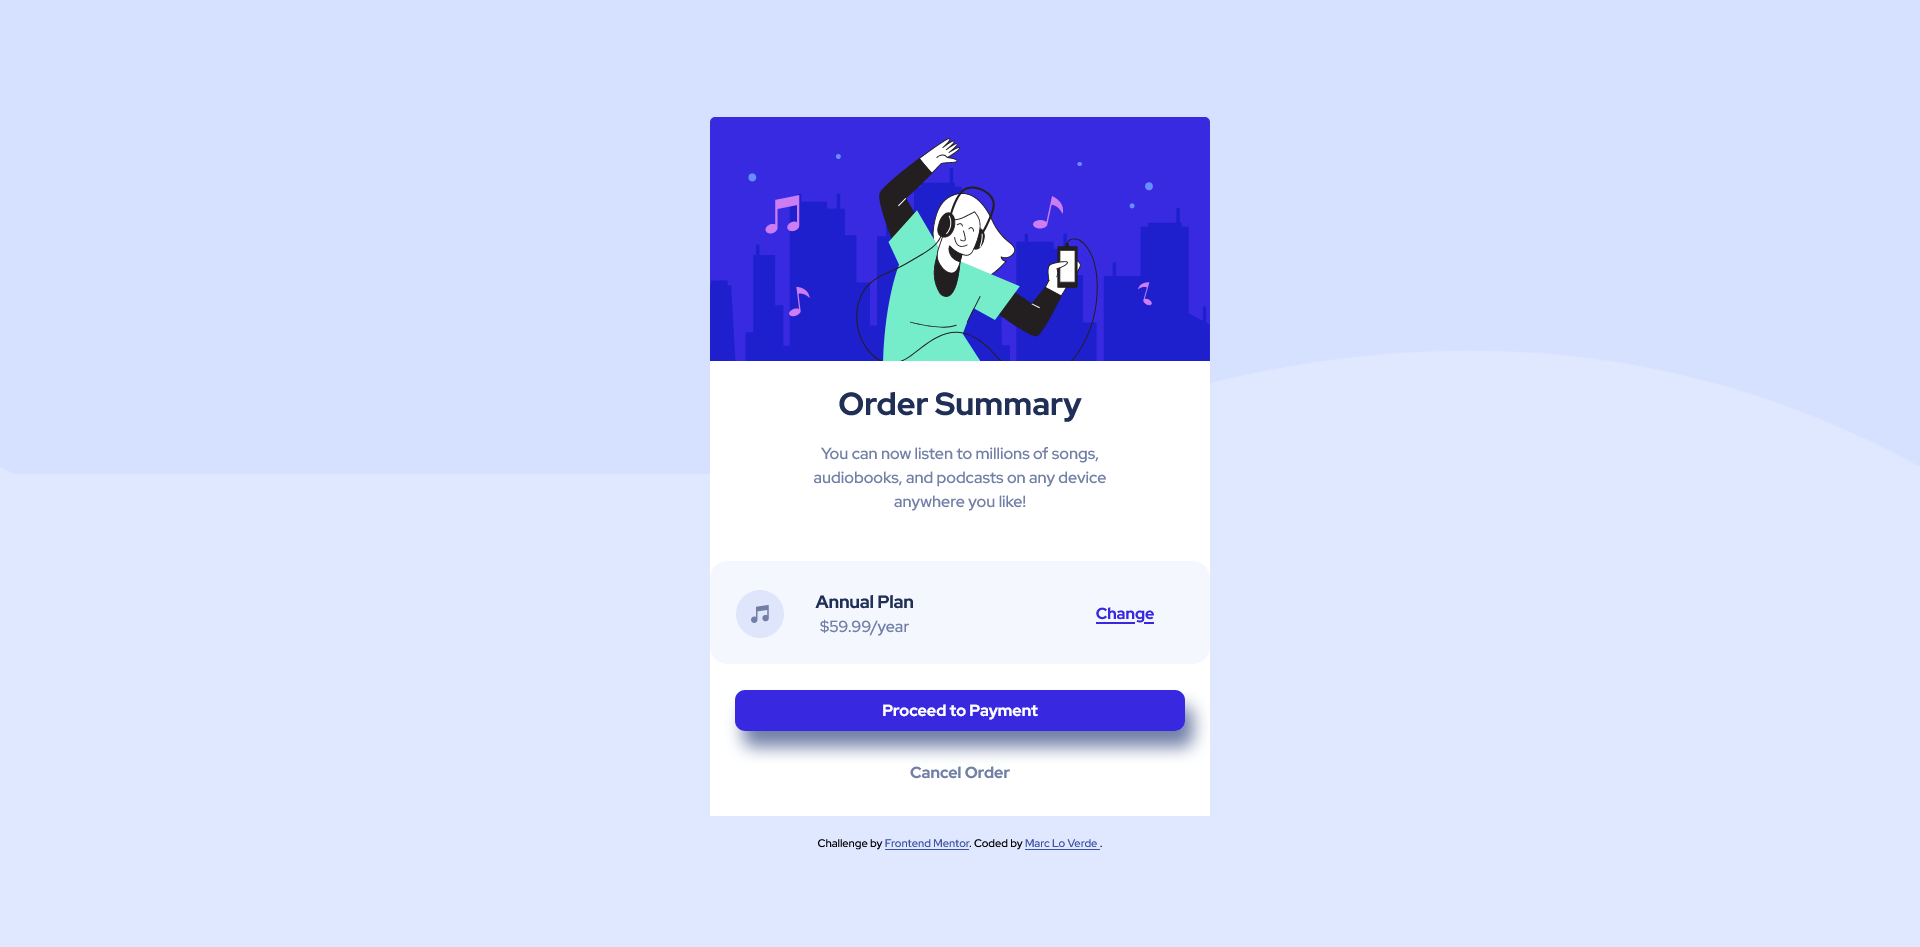 Order Summary
You can now listen to millions of songs,
audiobooks, and podcasts on any device
anywhere you like!
Annual Plan
$59.99/year
Change
Proceed to Payment
Cancel Order
Challenge by Frontend Mentor. Coded by Marc Lo Verde .